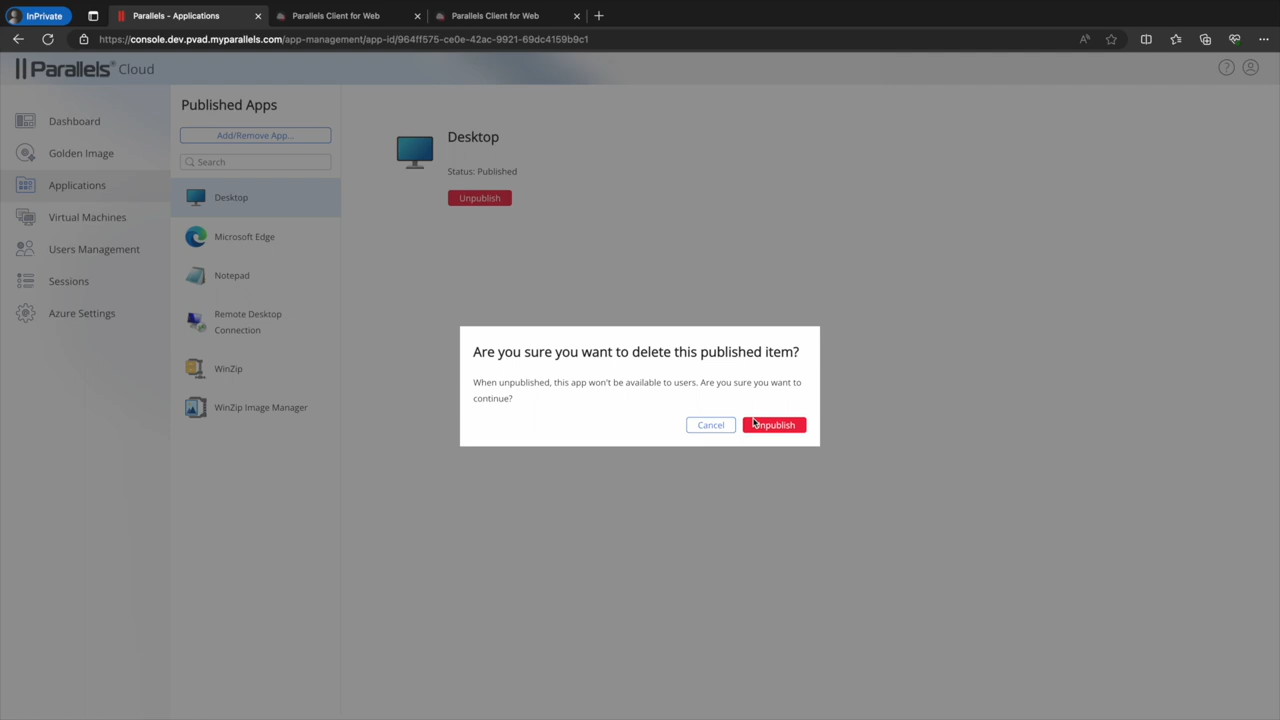 InPrivate
Parallels - Applications
Parallels Client for Web
Parallels Client for Web
https://console.dev.pvad.myparallels.com/app-management/app-id/964ff575-ce0e-42ac-9921-69dc4159b9c1
Parallels® Cloud
Dashboard
Golden Image
Applications
Virtual Machines
Users Management
Sessions
Azure Settings
Published Apps
Add/Remove App...
Search
Desktop
Microsoft Edge
Notepad
Remote Desktop
Connection
WinZip
WinZip Image Manager
Desktop
Status: Published
Unpublish
Are you sure you want to delete this published item?
When unpublished, this app won't be available to users. Are you sure you want to
continue?
Cancel
Unpublish